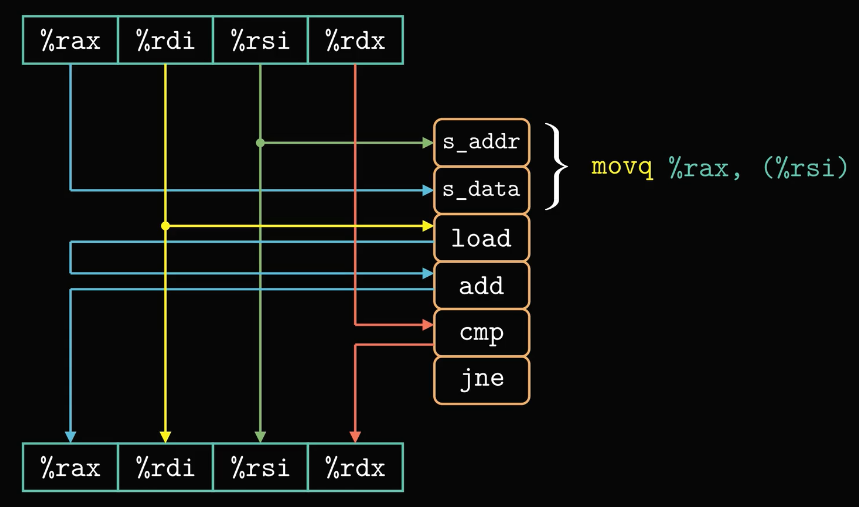 %rax %rdi %rsi %rdx
s_addr
s_data
movq %rax, (%rsi)
load
add
cmp
jne
%rax %rdi %rsi %rdx